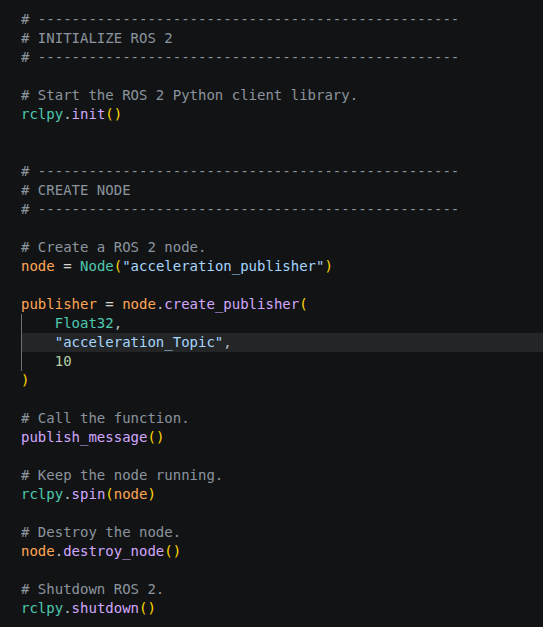 # --------------------------------------------------
# INITIALIZE ROS 2
# --------------------------------------------------
# Start the ROS 2 Python client library.
rclpy.init()
# --------------------------------------------------
# CREATE NODE
# --------------------------------------------------
# Create a ROS 2 node.
node = Node("acceleration_publisher")
publisher = node.create_publisher(
    Float32,
    "acceleration_Topic",
    10
)
# Call the function.
publish_message()
# Keep the node running.
rclpy.spin(node)
# Destroy the node.
node.destroy_node()
# Shutdown ROS 2.
rclpy.shutdown()